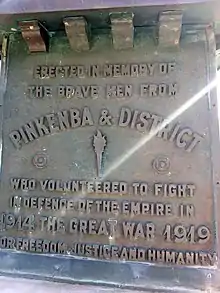 ERECTED IN MEMORY OF
THE BRAVE MEN FROM
PINKENBA & DISTRICT
WHO VOLUNTEERED TO FIGHT
IN DEFENCE OF THE EMPIRE IN
1914 THE GREAT WAR 1919
FOR FREEDOM, JUSTICE AND HUMANITY